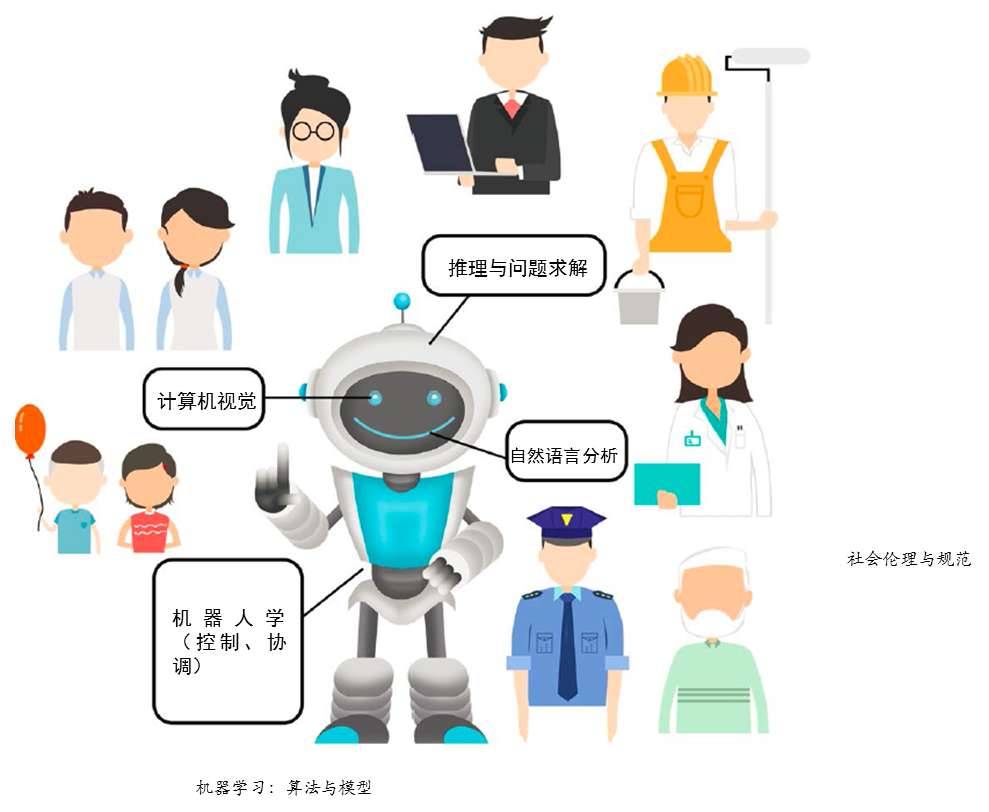 推理与问题求解
计算机视觉
自然语言分析
社会伦理与规范
机器人学
（控制、协
调）
机器学习：算法与模型